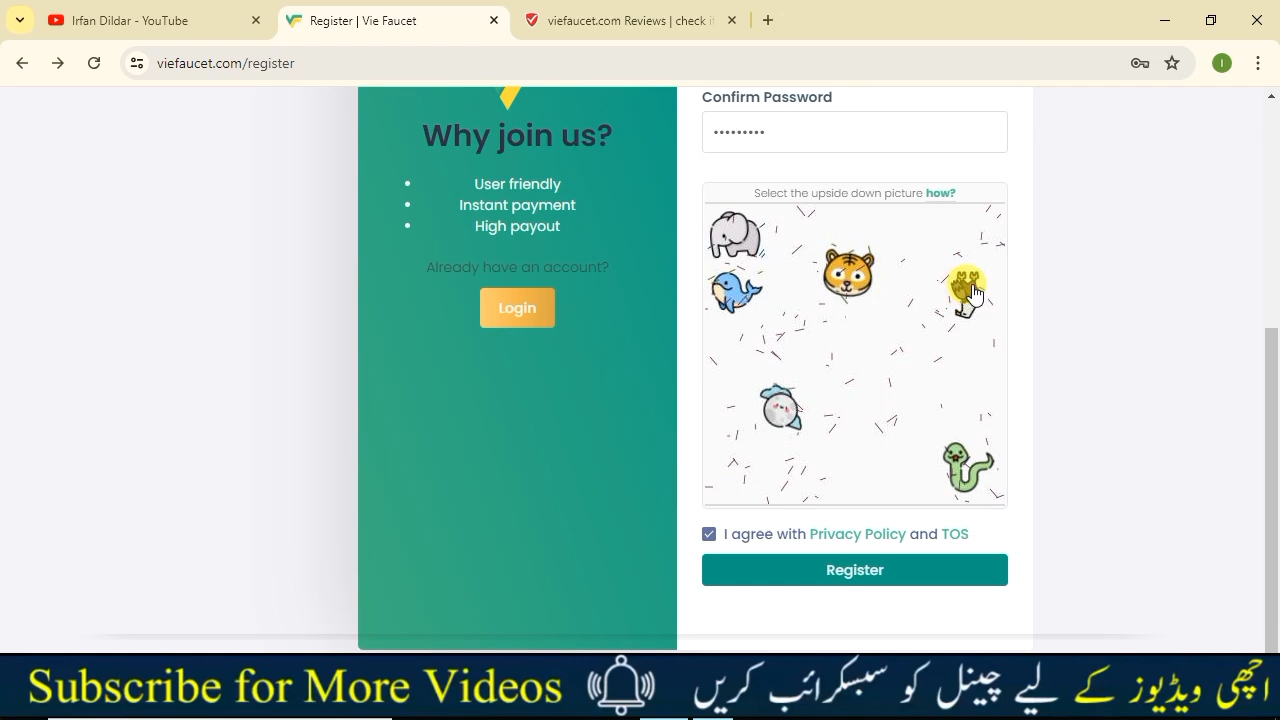 Irfan Dildar - YouTube
Register | Vie Faucet
viefaucet.com Reviews | check i
viefaucet.com/register
I
Why join us?
User friendly
Instant payment
High payout
Already have an account?
Login
Confirm Password
Select the upside down picture how?
I agree with Privacy Policy and TOS
Register
Subscribe for More Videos
اچھی ویڈیوز کے لیے چینل کو سبسکرائب کریں